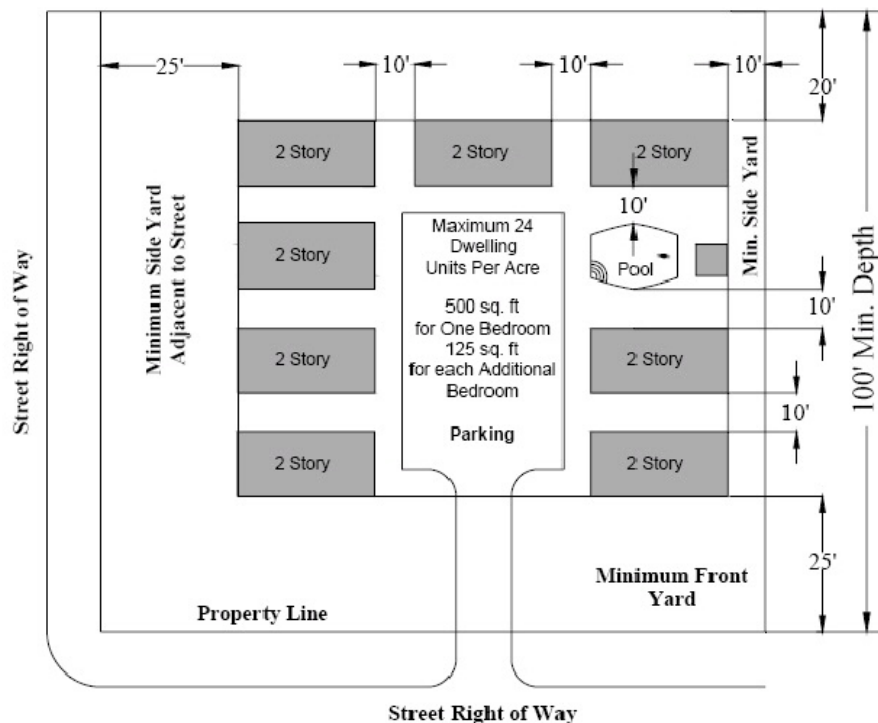 25'
10'
10'
10'
20'
2 Story
2 Story
2 Story
Street Right of Way
Minimum Side Yard
Adjacent to Street
2 Story
Maximum 24
Dwelling
Units Per Acre
500 sq. ft
for One Bedroom
125 sq. ft
for each Additional
Bedroom
Parking
10'
Pool
Min. Side Yard
10'
100' Min. Depth
2 Story
2 Story
10'
2 Story
2 Story
25'
Minimum Front
Yard
Property Line
Street Right of Way